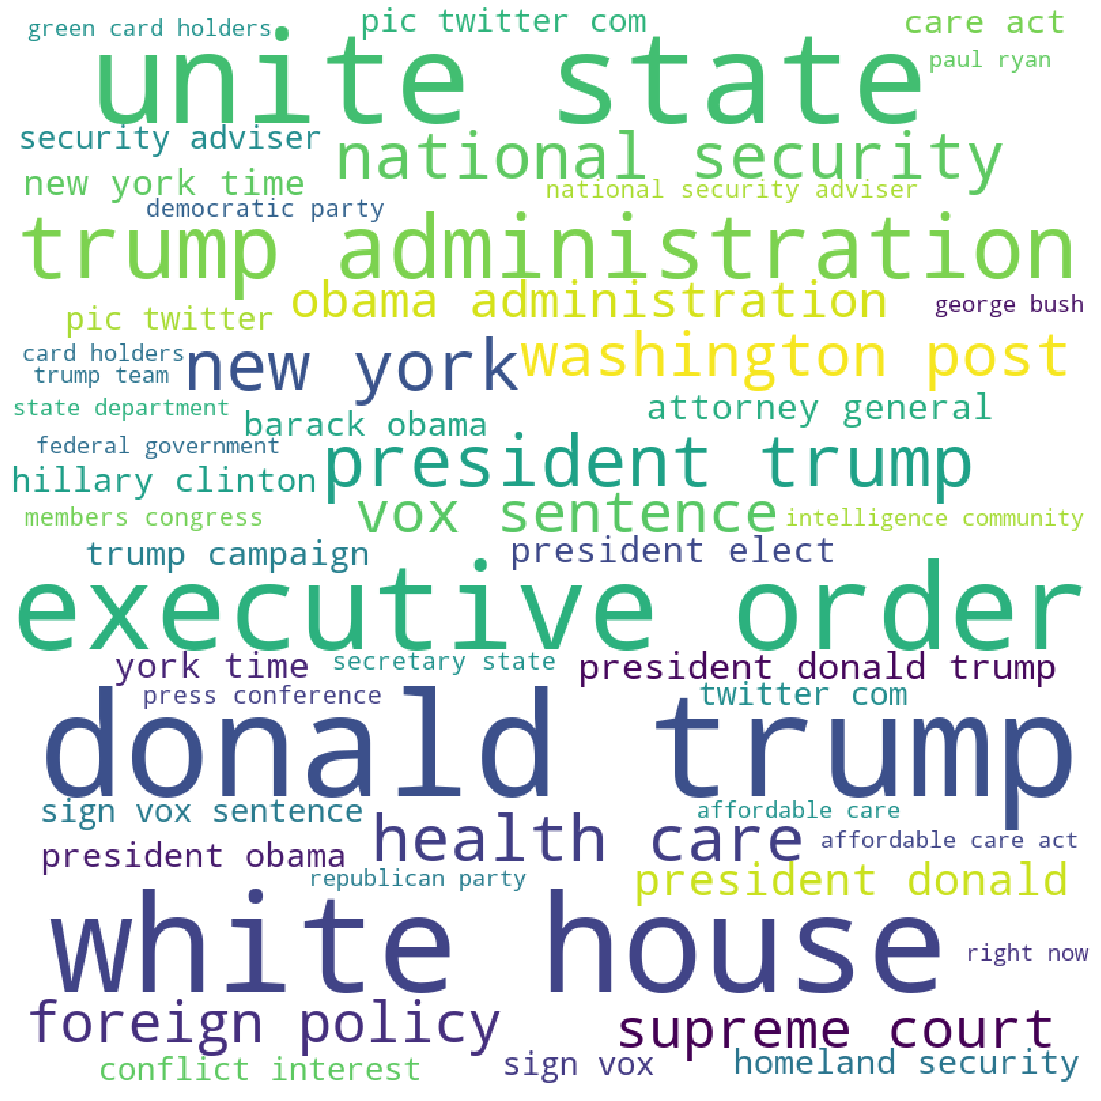 green card holders
pic twitter com
care act
unite state
paul ryan
security adviser
national security
new york time
national security adviser
democratic party
trump administration
obama administration
george bush
pic twitter
card holders
new york
washington post
trump team
state department
barack obama
attorney general
federal government
president trump
hillary clinton
vox sentence
members congress
intelligence community
trump campaign
president elect
executive order
york time
secretary state
president donald trump
press conference
twitter com
donald trump
sign vox sentence
affordable care
health care
affordable care act
president obama
republican party
president donald
white house
right now
foreign policy
supreme court
conflict interest
sign vox
homeland security